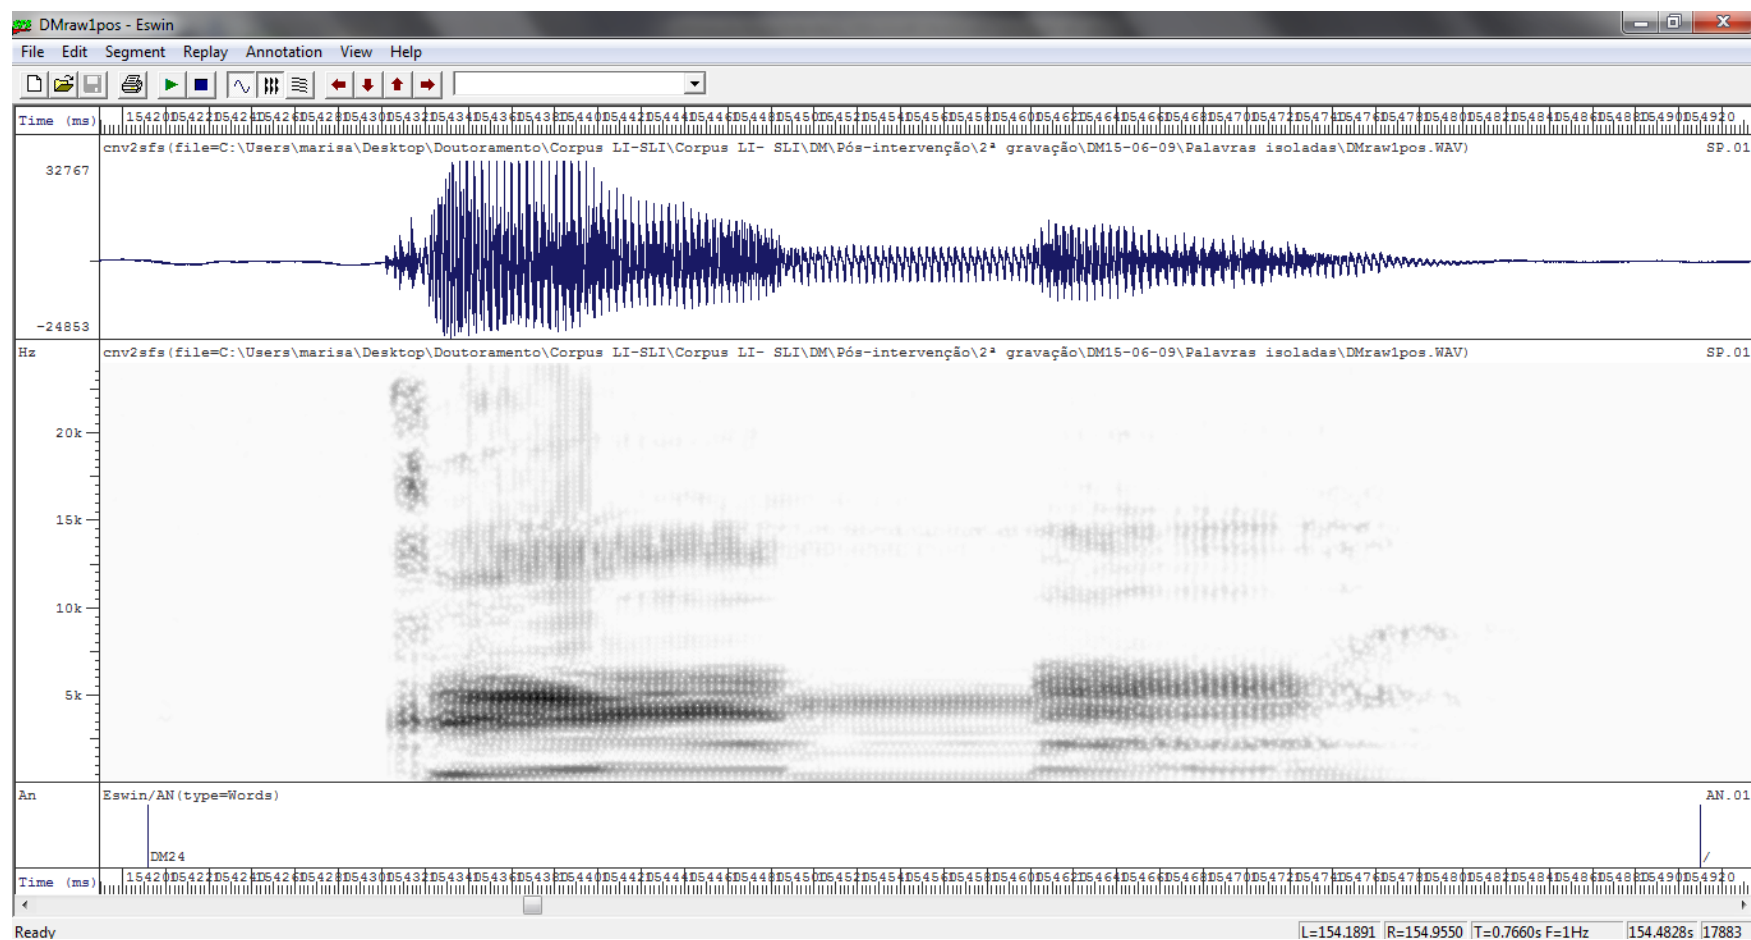 DMraw1pos - Eswin
File Edit Segment Replay Annotation View Help
Time (ms)
cnv2sfs(file=C:\Users\marisa\Desktop\Doutoramento\Corpus LI-SLI\Corpus LI- SLI\DM\Pós-intervenção\2ª gravação\DM15-06-09\Palavras isoladas\DMraw1pos.WAV) SP.01
32767
-24853
Hz cnv2sfs(file=C:\Users\marisa\Desktop\Doutoramento\Corpus LI-SLI\Corpus LI- SLI\DM\Pós-intervenção\2ª gravação\DM15-06-09\Palavras isoladas\DMraw1pos.WAV) SP.01
20k
15k
10k
5k
An Eswin/AN(type=Words) AN.01
DM24 /
Time (ms)
Ready L=154.1891 R=154.9550 T=0.7660s F=1Hz 154.4828s 17883